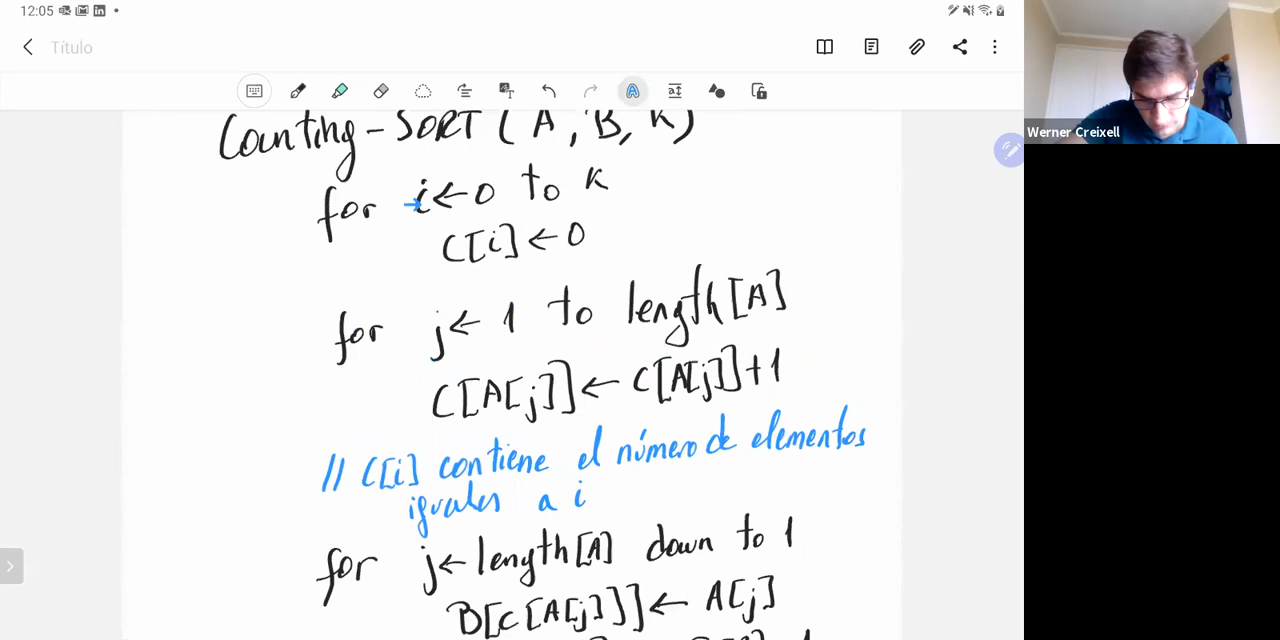 12:05
Título
Counting-SORT(A, B, K)
for i←0 to K
C[i]←0
for j←1 to length[A]
C[A[j]]←C[A[j]]+1
// C[i] contiene el número de elementos
iguales a i
for j←length[A] down to 1
B[C[A[j]]]←A[j]
Werner Creixell